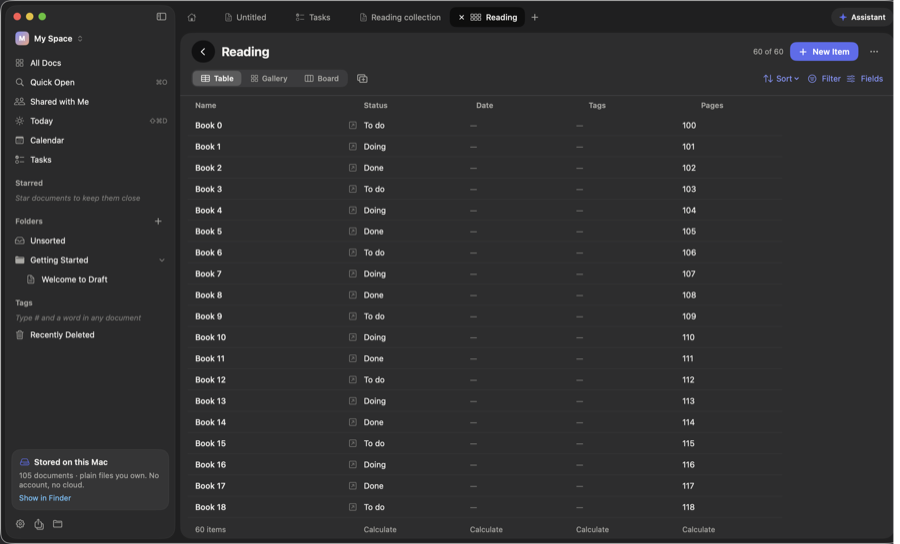 Untitled
Tasks
Reading collection
Reading
Assistant
M My Space
All Docs
Quick Open ⌘O
Shared with Me
Today ⇧⌘D
Calendar
Tasks
Starred
Star documents to keep them close
Folders
Unsorted
Getting Started
Welcome to Draft
Tags
Type # and a word in any document
Recently Deleted
Stored on this Mac
105 documents · plain files you own. No
account, no cloud.
Show in Finder
Reading
60 of 60
+ New Item
Table Gallery Board
Sort Filter Fields
Name Status Date Tags Pages
Book 0 To do — — 100
Book 1 Doing — — 101
Book 2 Done — — 102
Book 3 To do — — 103
Book 4 Doing — — 104
Book 5 Done — — 105
Book 6 To do — — 106
Book 7 Doing — — 107
Book 8 Done — — 108
Book 9 To do — — 109
Book 10 Doing — — 110
Book 11 Done — — 111
Book 12 To do — — 112
Book 13 Doing — — 113
Book 14 Done — — 114
Book 15 To do — — 115
Book 16 Doing — — 116
Book 17 Done — — 117
Book 18 To do — — 118
60 items Calculate Calculate Calculate Calculate